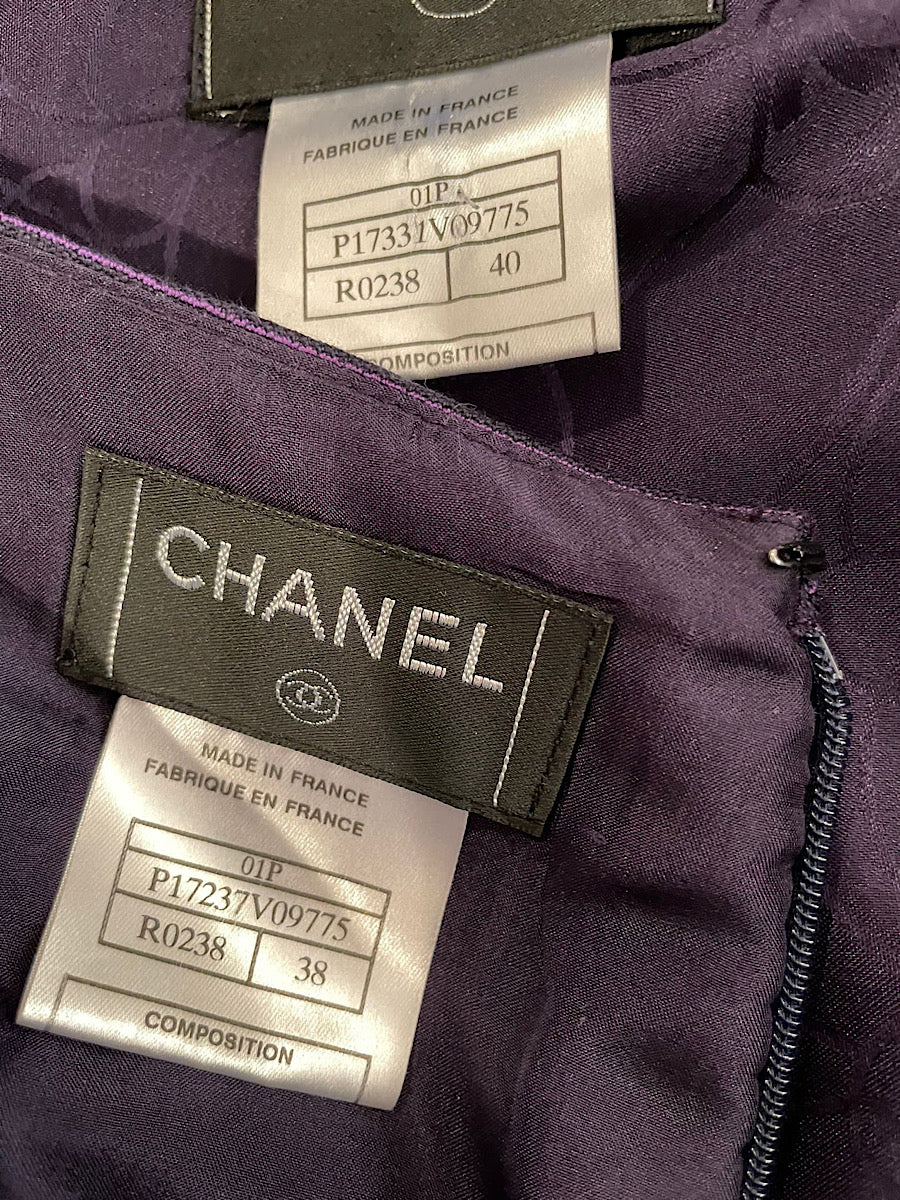 MADE IN FRANCE
FABRIQUE EN FRANCE
01P
P17331V09775
R0238 40
COMPOSITION
CHANEL
MADE IN FRANCE
FABRIQUE EN FRANCE
01P
P17237V09775
R0238 38
COMPOSITION